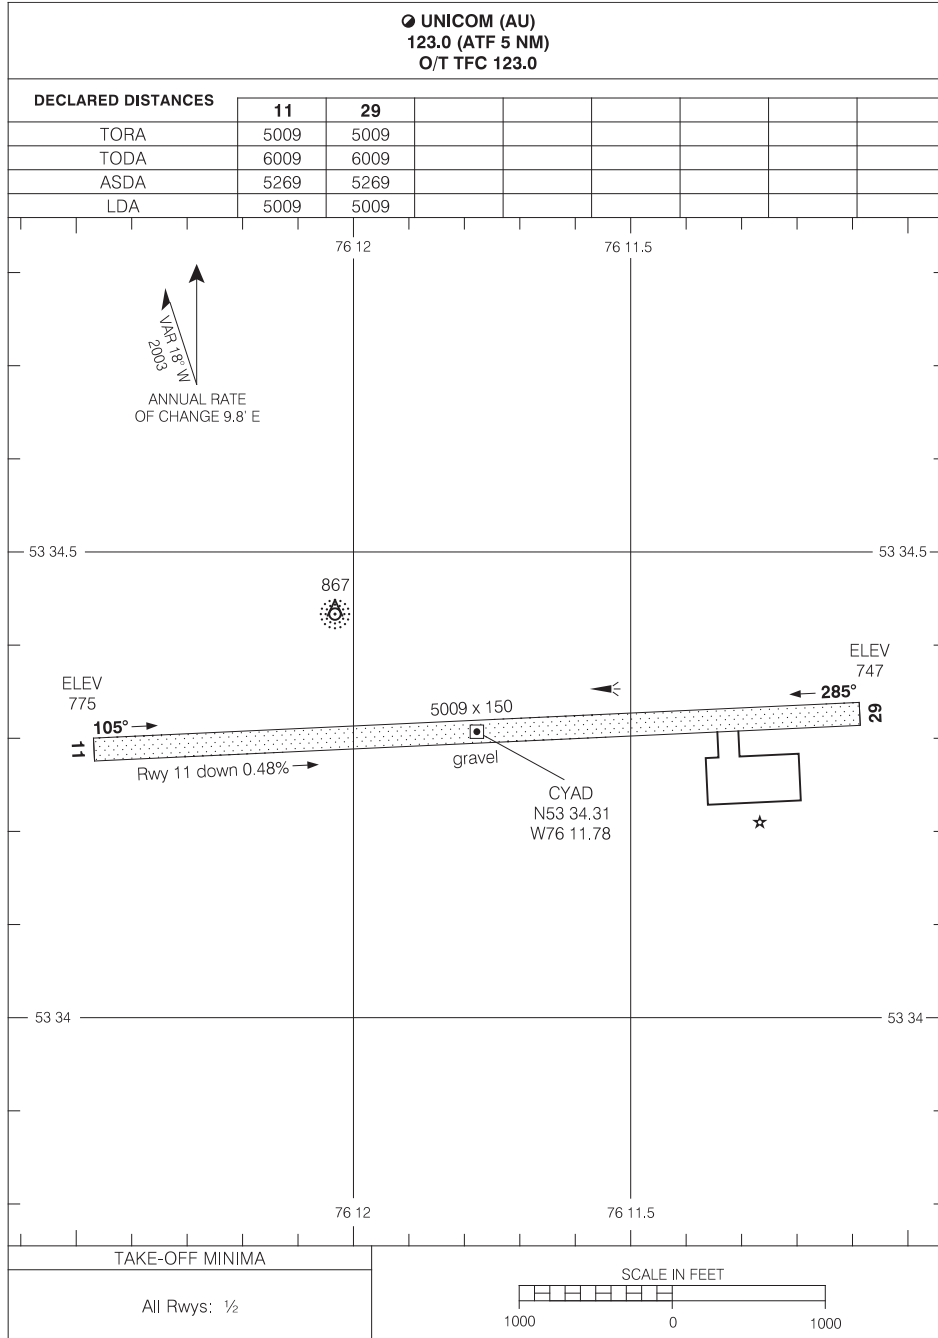 UNICOM (AU)
123.0 (ATF 5 NM)
O/T TFC 123.0
DECLARED DISTANCES 11 29
TORA 5009 5009
TODA 6009 6009
ASDA 5269 5269
LDA 5009 5009
76 12 76 11.5
VAR 18° W
2003
ANNUAL RATE
OF CHANGE 9.8' E
53 34.5 53 34.5
867
ELEV
747
ELEV
775
285°
5009 x 150
29
105°
11
gravel
Rwy 11 down 0.48%
CYAD
N53 34.31
W76 11.78
53 34 53 34
76 12 76 11.5
TAKE-OFF MINIMA
All Rwys: ½
SCALE IN FEET
1000 0 1000